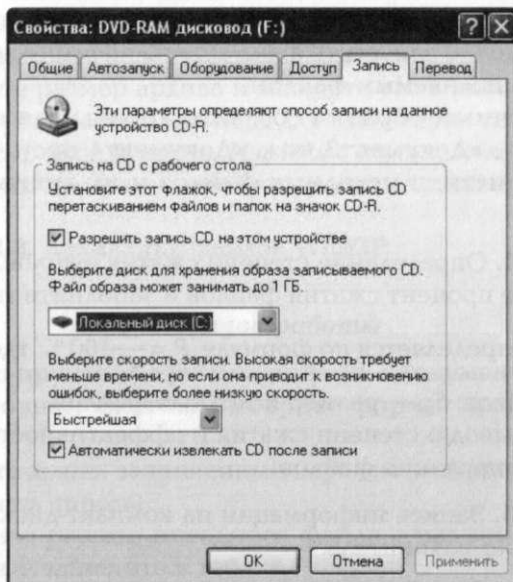 Свойства: DVD-RAM дисковод (F:)
Общие Автозапуск Оборудование Доступ Запись Перевод
Эти параметры определяют способ записи на данное
устройство CD-R.
Запись на CD с рабочего стола
Установите этот флажок, чтобы разрешить запись CD
перетаскиванием файлов и папок на значок CD-R.
Разрешить запись CD на этом устройстве
Выберите диск для хранения образа записываемого CD.
Файл образа может занимать до 1 ГБ.
Локальный диск (C:)
Выберите скорость записи. Высокая скорость требует
меньше времени, но если она приводит к возникновению
ошибок, выберите более низкую скорость.
Быстрейшая
Автоматически извлекать CD после записи
OK Отмена Применить